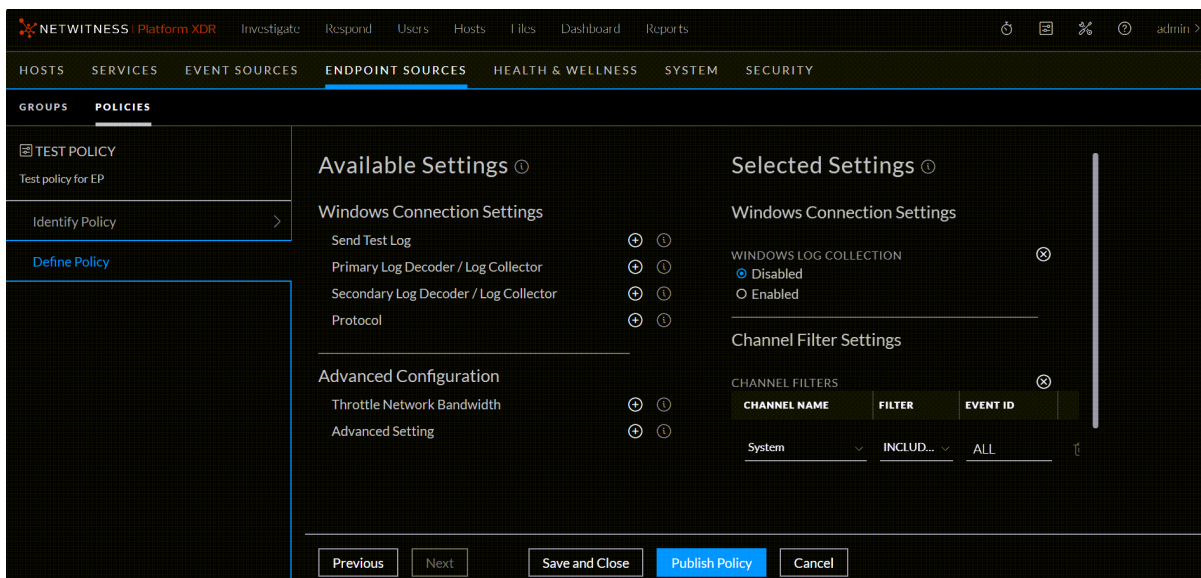 NETWITNESS Platform XDR Investigate Respond Users Hosts Files Dashboard Reports admin
HOSTS SERVICES EVENT SOURCES ENDPOINT SOURCES HEALTH & WELLNESS SYSTEM SECURITY
GROUPS POLICIES
TEST POLICY
Test policy for EP
Identify Policy
Define Policy
Available Settings
Windows Connection Settings
Send Test Log
Primary Log Decoder / Log Collector
Secondary Log Decoder / Log Collector
Protocol
Advanced Configuration
Throttle Network Bandwidth
Advanced Setting
Selected Settings
Windows Connection Settings
WINDOWS LOG COLLECTION
Disabled
Enabled
Channel Filter Settings
CHANNEL FILTERS
CHANNEL NAME FILTER EVENT ID
System INCLUD... ALL
Previous Next Save and Close Publish Policy Cancel